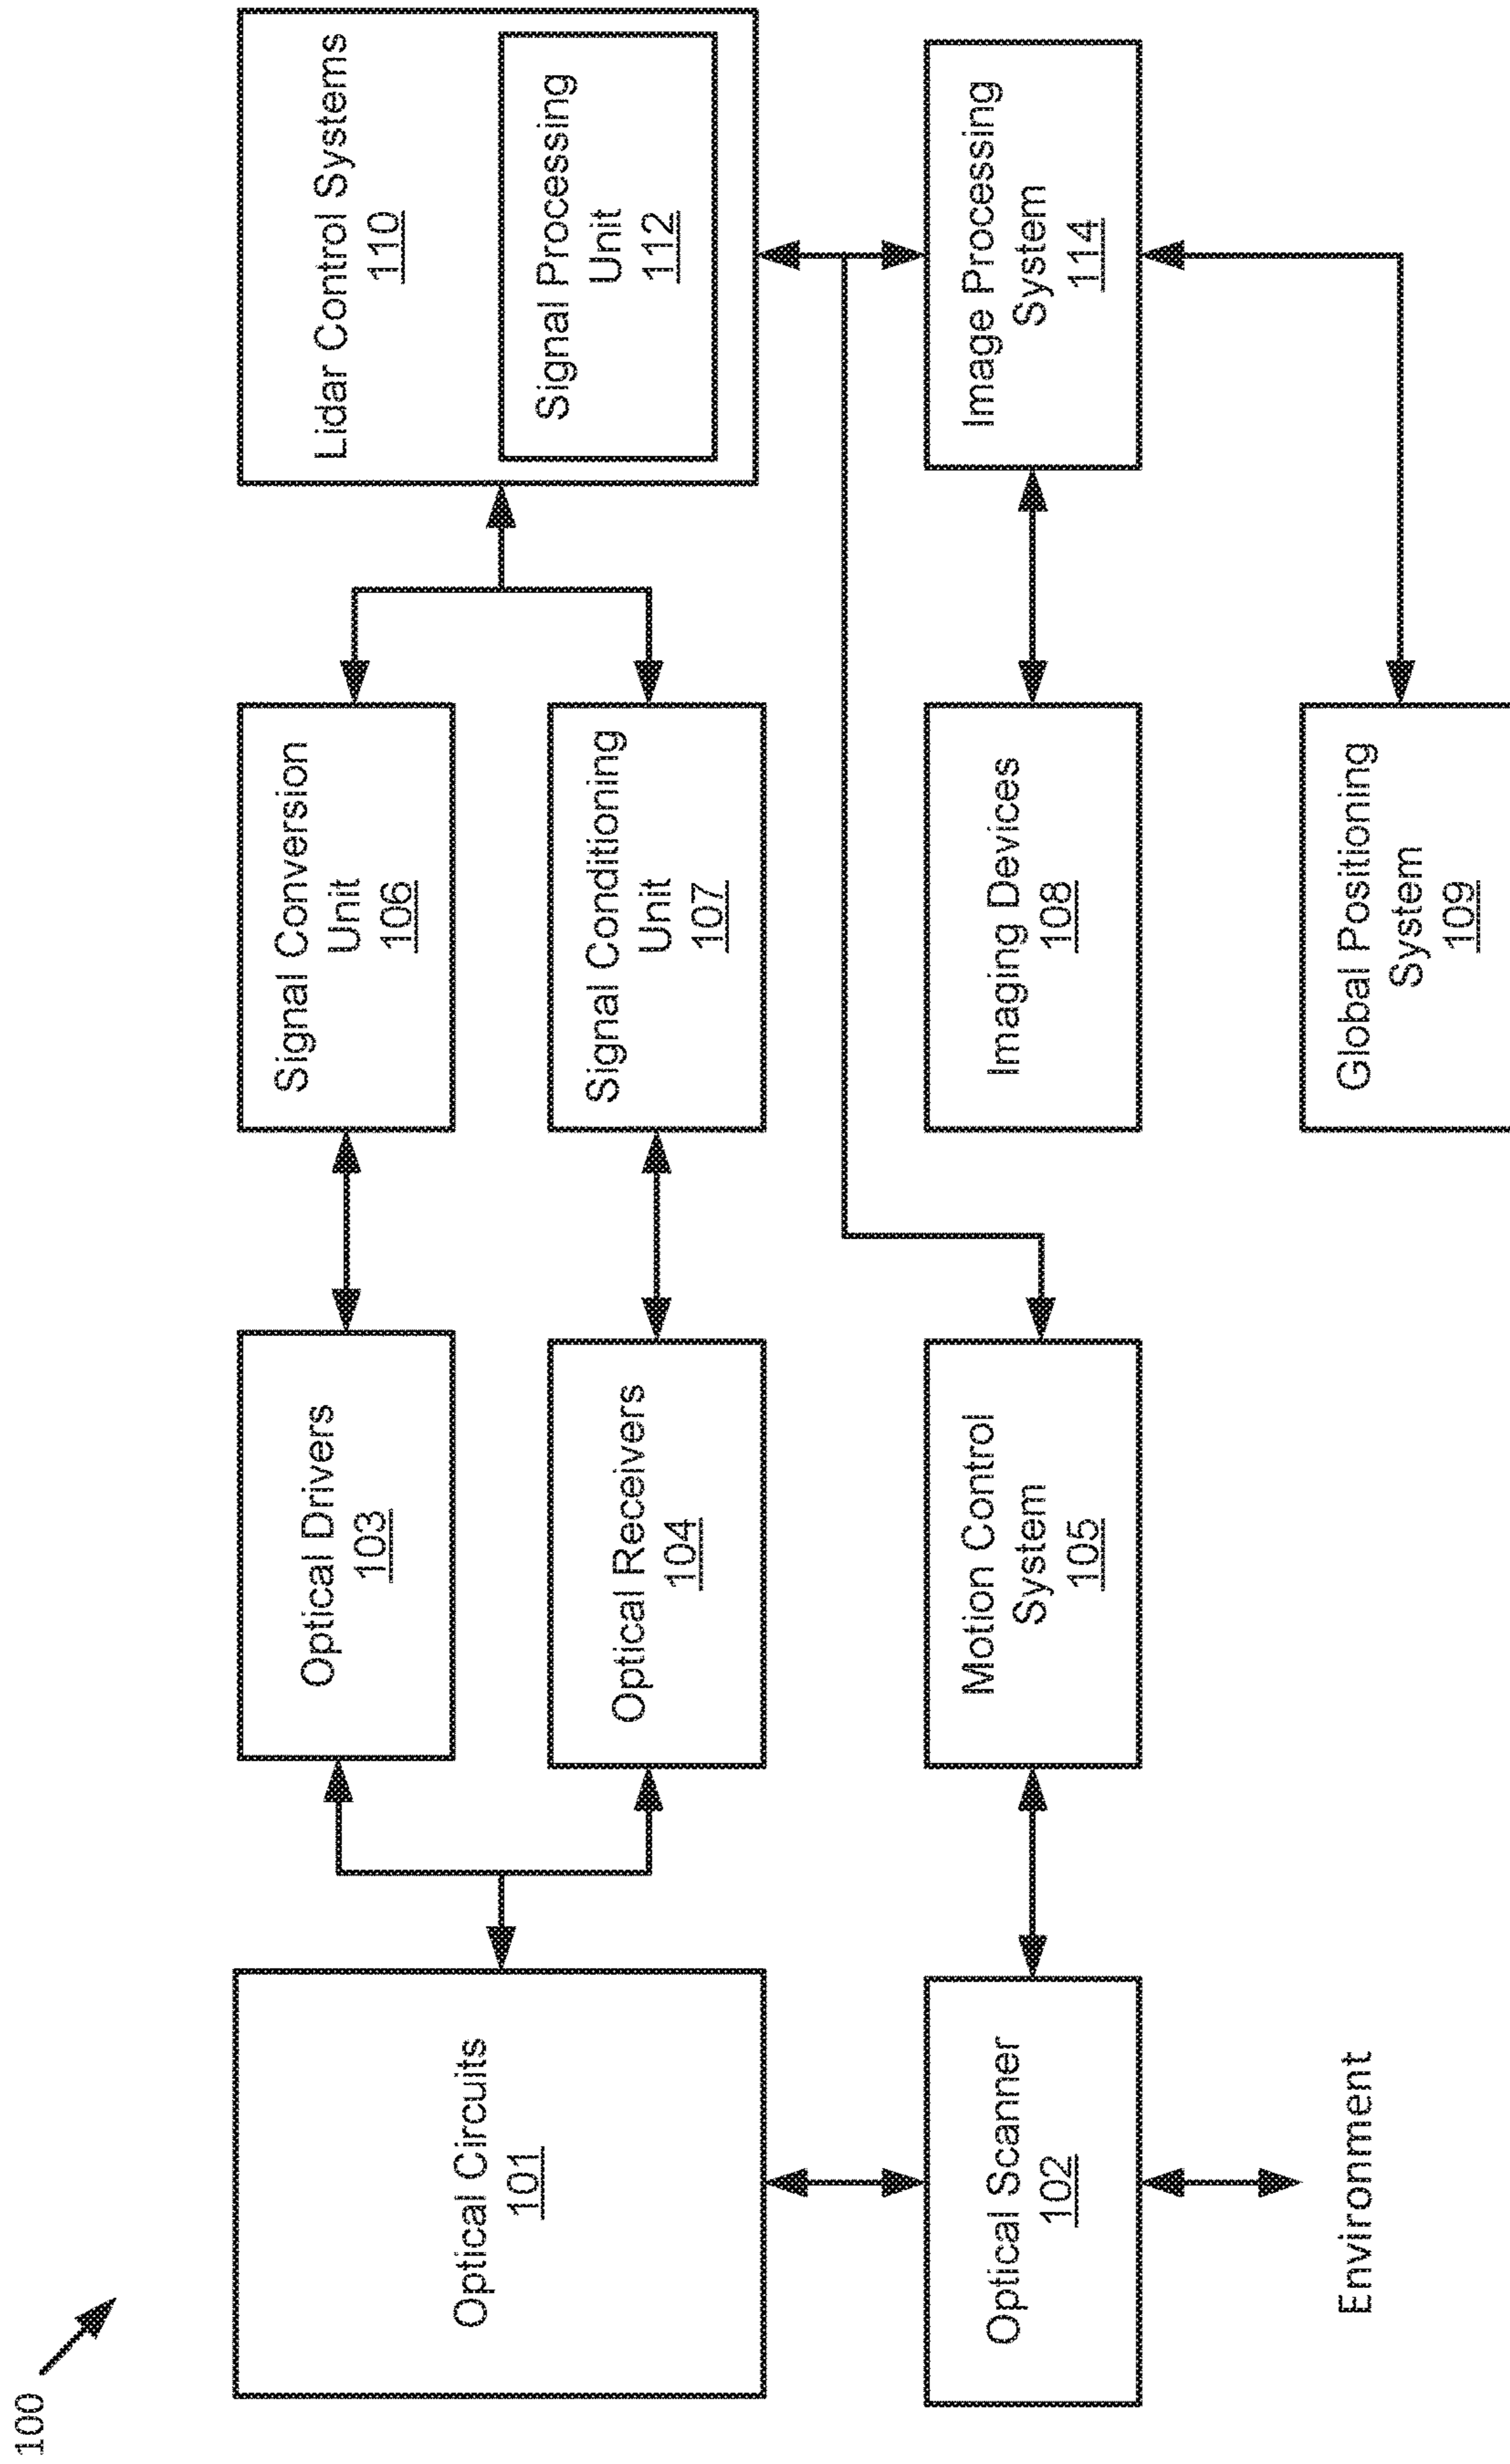 100
Optical Circuits
101
Optical Drivers
103
Signal Conversion
Unit
106
Lidar Control Systems
110
Signal Processing
Unit
112
Optical Receivers
104
Signal Conditioning
Unit
107
Optical Scanner
102
Motion Control
System
105
Imaging Devices
108
Image Processing
System
114
Environment
Global Positioning
System
109